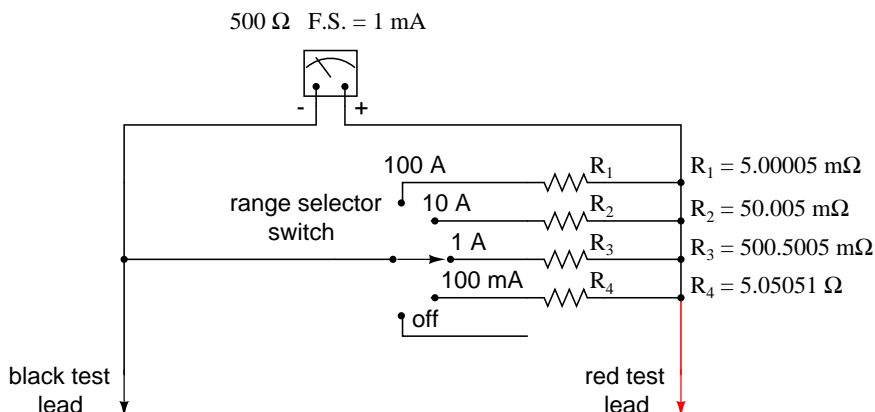 500 Ω F.S. = 1 mA
- +
100 A R₁ R₁ = 5.00005 mΩ
range selector 10 A R₂ R₂ = 50.005 mΩ
switch
1 A R₃ R₃ = 500.5005 mΩ
100 mA R₄ R₄ = 5.05051 Ω
off
black test red test
lead lead